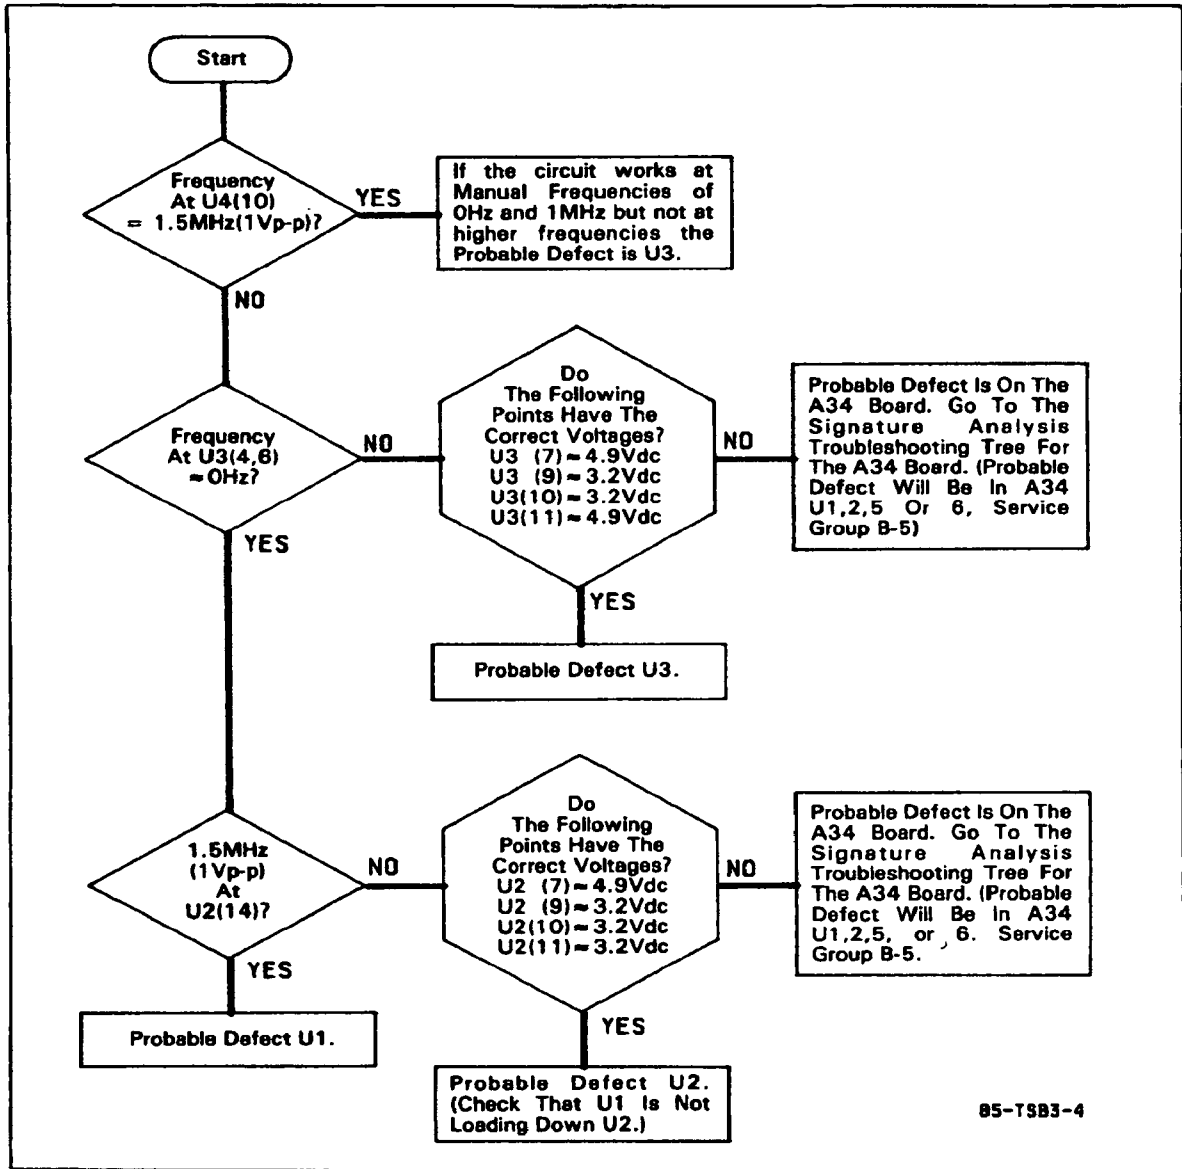 Start
Frequency
At U4(10)
= 1.5MHz(1Vp-p)?
YES
If the circuit works at
Manual Frequencies of
0Hz and 1MHz but not at
higher frequencies the
Probable Defect is U3.
NO
Frequency
At U3(4,6)
≈ 0Hz?
NO
Do
The Following
Points Have The
Correct Voltages?
U3 (7) ≈ 4.9Vdc
U3 (9) ≈ 3.2Vdc
U3(10) ≈ 3.2Vdc
U3(11) ≈ 4.9Vdc
NO
Probable Defect Is On The
A34 Board. Go To The
Signature Analysis
Troubleshooting Tree For
The A34 Board. (Probable
Defect Will Be In A34
U1,2,5 Or 6, Service
Group B-5)
YES
YES
Probable Defect U3.
1.5MHz
(1Vp-p)
At
U2(14)?
NO
Do
The Following
Points Have The
Correct Voltages?
U2 (7) ≈ 4.9Vdc
U2 (9) ≈ 3.2Vdc
U2(10) ≈ 3.2Vdc
U2(11) ≈ 3.2Vdc
NO
Probable Defect Is On The
A34 Board. Go To The
Signature Analysis
Troubleshooting Tree For
The A34 Board. (Probable
Defect Will Be In A34
U1,2,5, or 6. Service
Group B-5.
YES
Probable Defect U1.
YES
Probable Defect U2.
(Check That U1 Is Not
Loading Down U2.)
85-TSB3-4